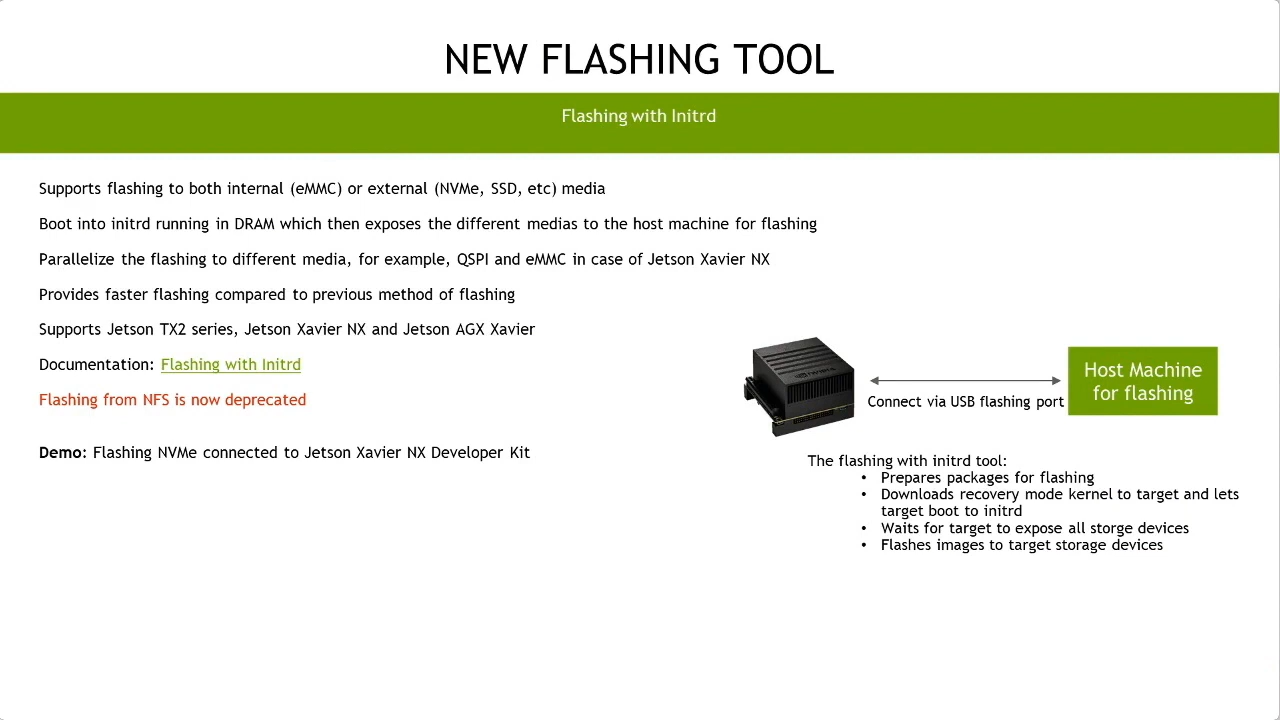 NEW FLASHING TOOL
Flashing with Initrd
Supports flashing to both internal (eMMC) or external (NVMe, SSD, etc) media
Boot into initrd running in DRAM which then exposes the different medias to the host machine for flashing
Parallelize the flashing to different media, for example, QSPI and eMMC in case of Jetson Xavier NX
Provides faster flashing compared to previous method of flashing
Supports Jetson TX2 series, Jetson Xavier NX and Jetson AGX Xavier
Documentation: Flashing with Initrd
Flashing from NFS is now deprecated
Demo: Flashing NVMe connected to Jetson Xavier NX Developer Kit
Connect via USB flashing port
Host Machine
for flashing
The flashing with initrd tool:
• Prepares packages for flashing
• Downloads recovery mode kernel to target and lets
target boot to initrd
• Waits for target to expose all storge devices
• Flashes images to target storage devices